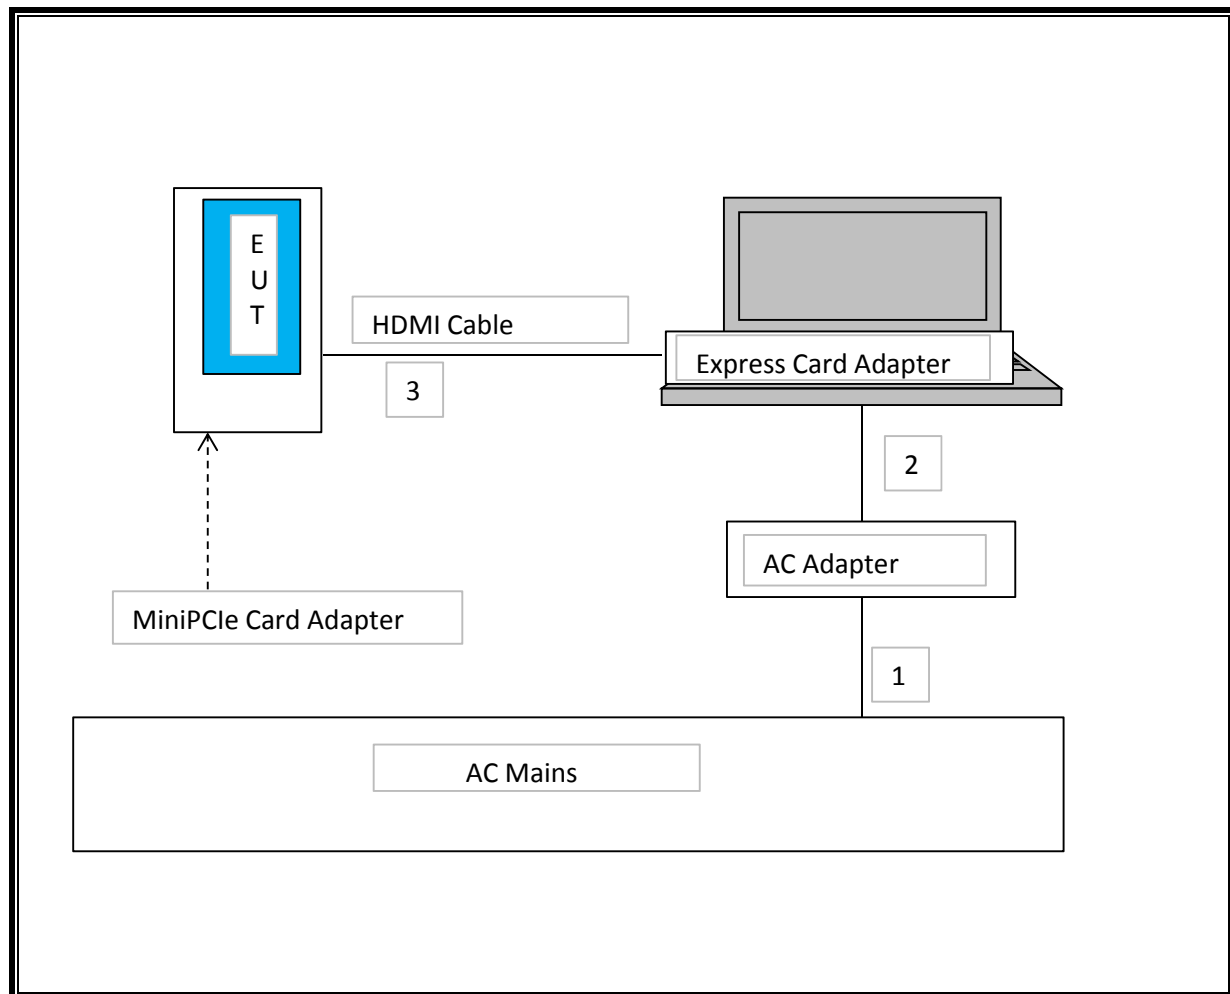 E
U
T
HDMI Cable
3
Express Card Adapter
2
AC Adapter
MiniPCIe Card Adapter
1
AC Mains